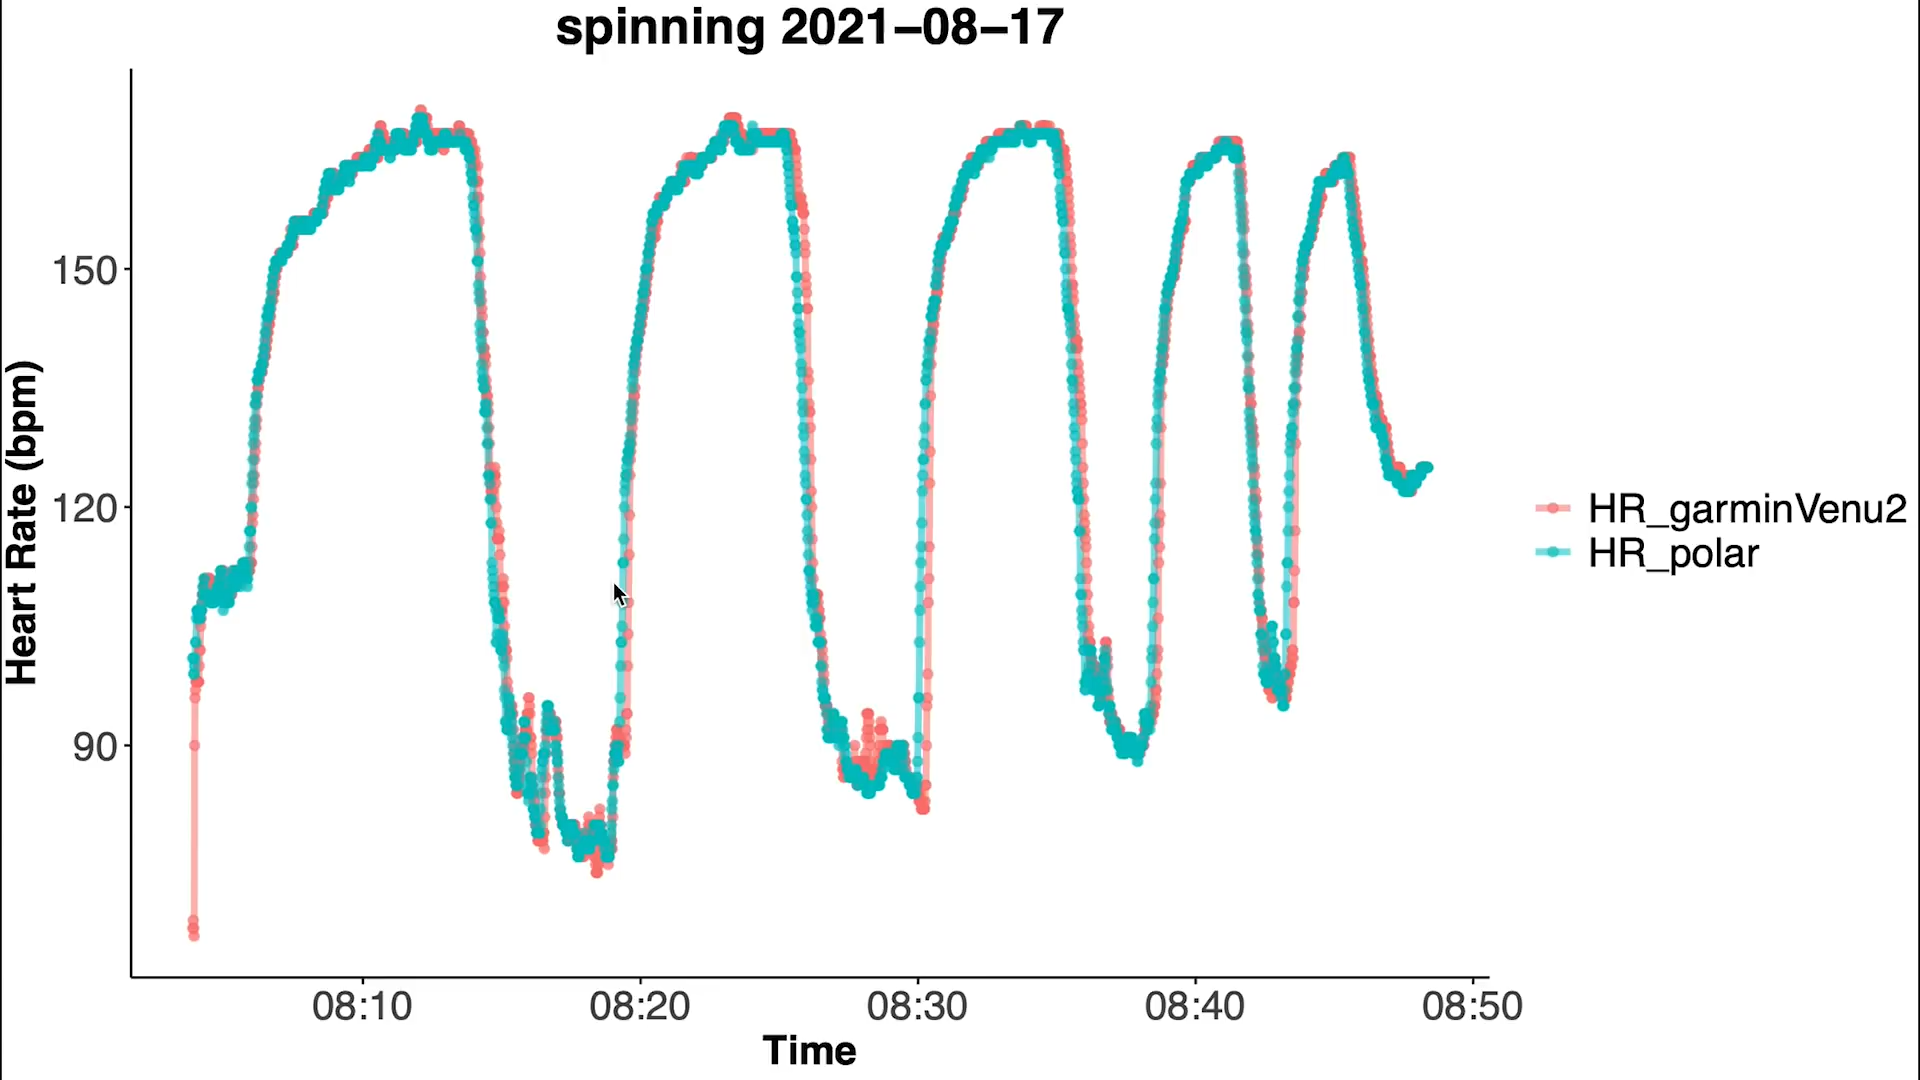 spinning 2021–08–17
Heart Rate (bpm)
150
120
90
08:10
08:20
08:30
08:40
08:50
Time
HR_garminVenu2
HR_polar